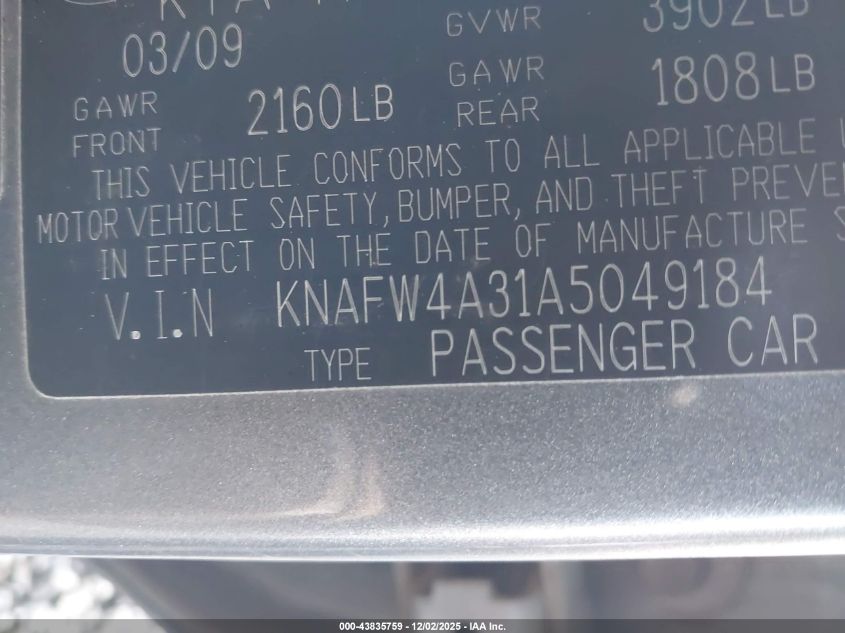 KIA
03/09
GVWR 3902LB
GAWR FRONT 2160LB
GAWR REAR 1808LB
THIS VEHICLE CONFORMS TO ALL APPLICABLE
MOTOR VEHICLE SAFETY, BUMPER, AND THEFT PREVE
IN EFFECT ON THE DATE OF MANUFACTURE S
V.I.N KNAFW4A31A5049184
TYPE PASSENGER CAR
000-43835759 - 12/02/2025 - IAA Inc.